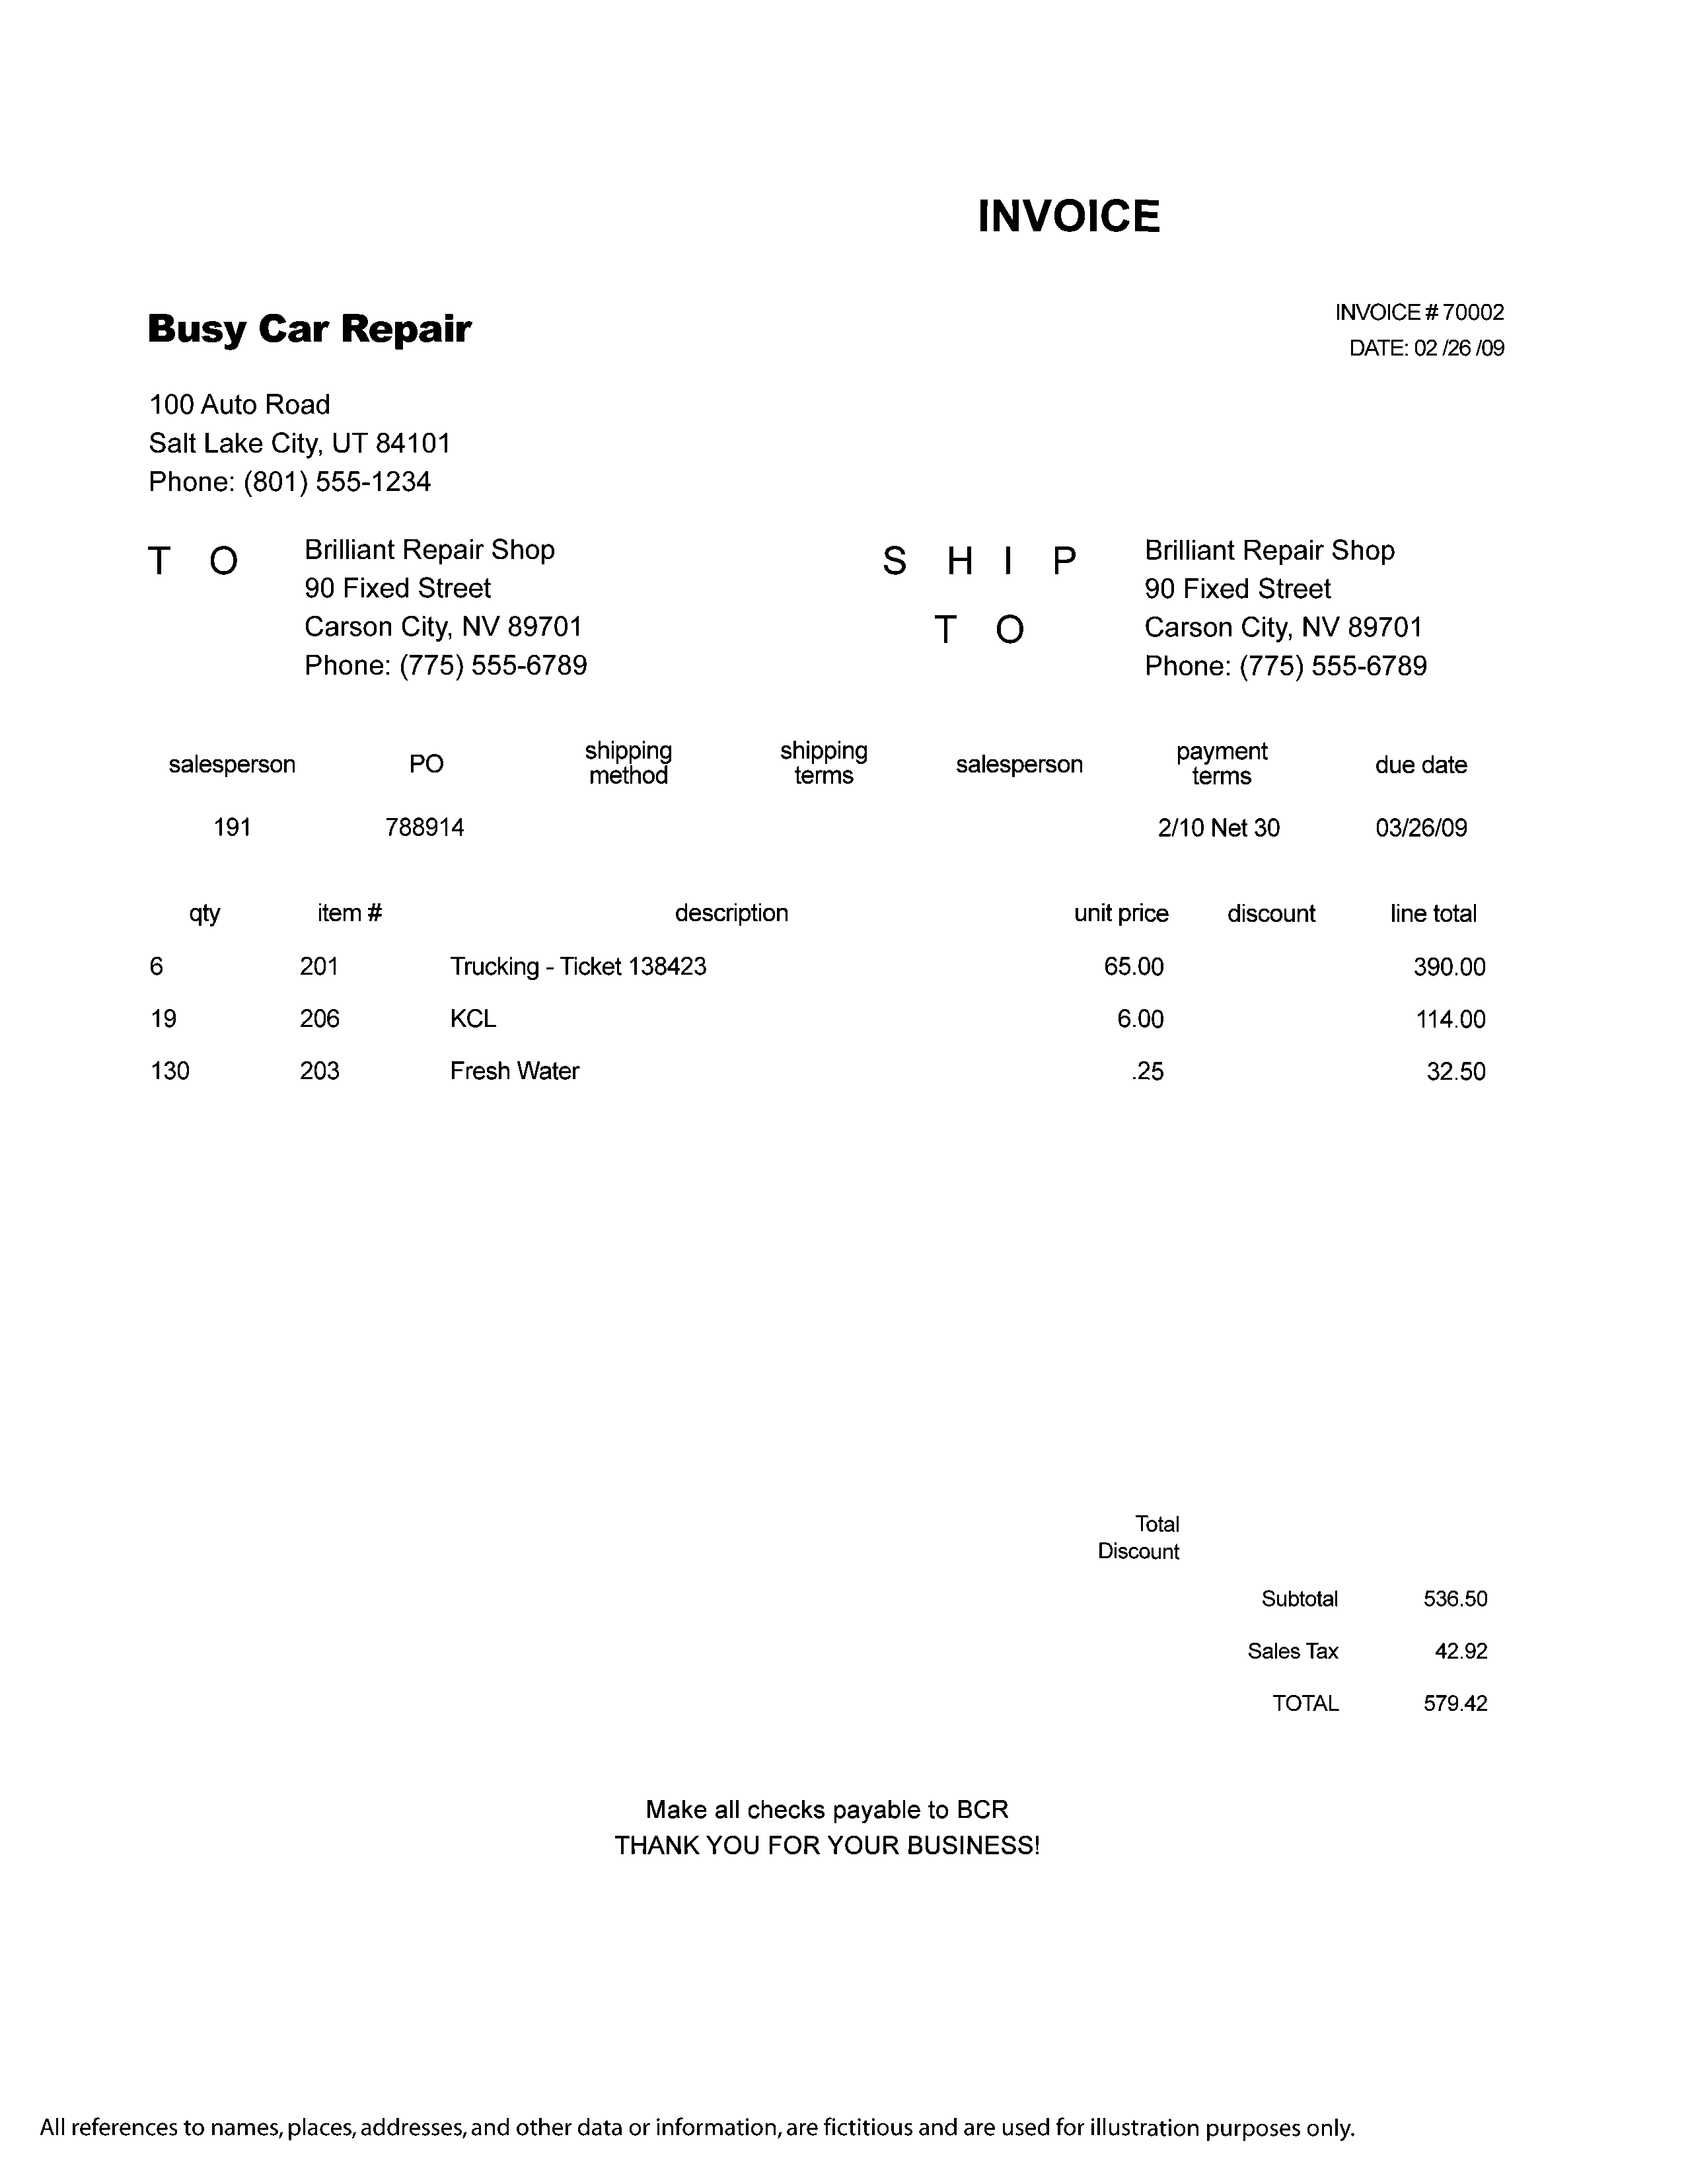 INVOICE
Busy Car Repair
INVOICE # 70002
DATE: 02 /26 /09
100 Auto Road
Salt Lake City, UT 84101
Phone: (801) 555-1234
TO
Brilliant Repair Shop
90 Fixed Street
Carson City, NV 89701
Phone: (775) 555-6789
SHIP
TO
Brilliant Repair Shop
90 Fixed Street
Carson City, NV 89701
Phone: (775) 555-6789
salesperson PO shipping method shipping terms salesperson payment terms due date
191 788914 2/10 Net 30 03/26/09
qty item # description unit price discount line total
6 201 Trucking - Ticket 138423 65.00 390.00
19 206 KCL 6.00 114.00
130 203 Fresh Water .25 32.50
Total
Discount
Subtotal 536.50
Sales Tax 42.92
TOTAL 579.42
Make all checks payable to BCR
THANK YOU FOR YOUR BUSINESS!
All references to names, places, addresses, and other data or information, are fictitious and are used for illustration purposes only.